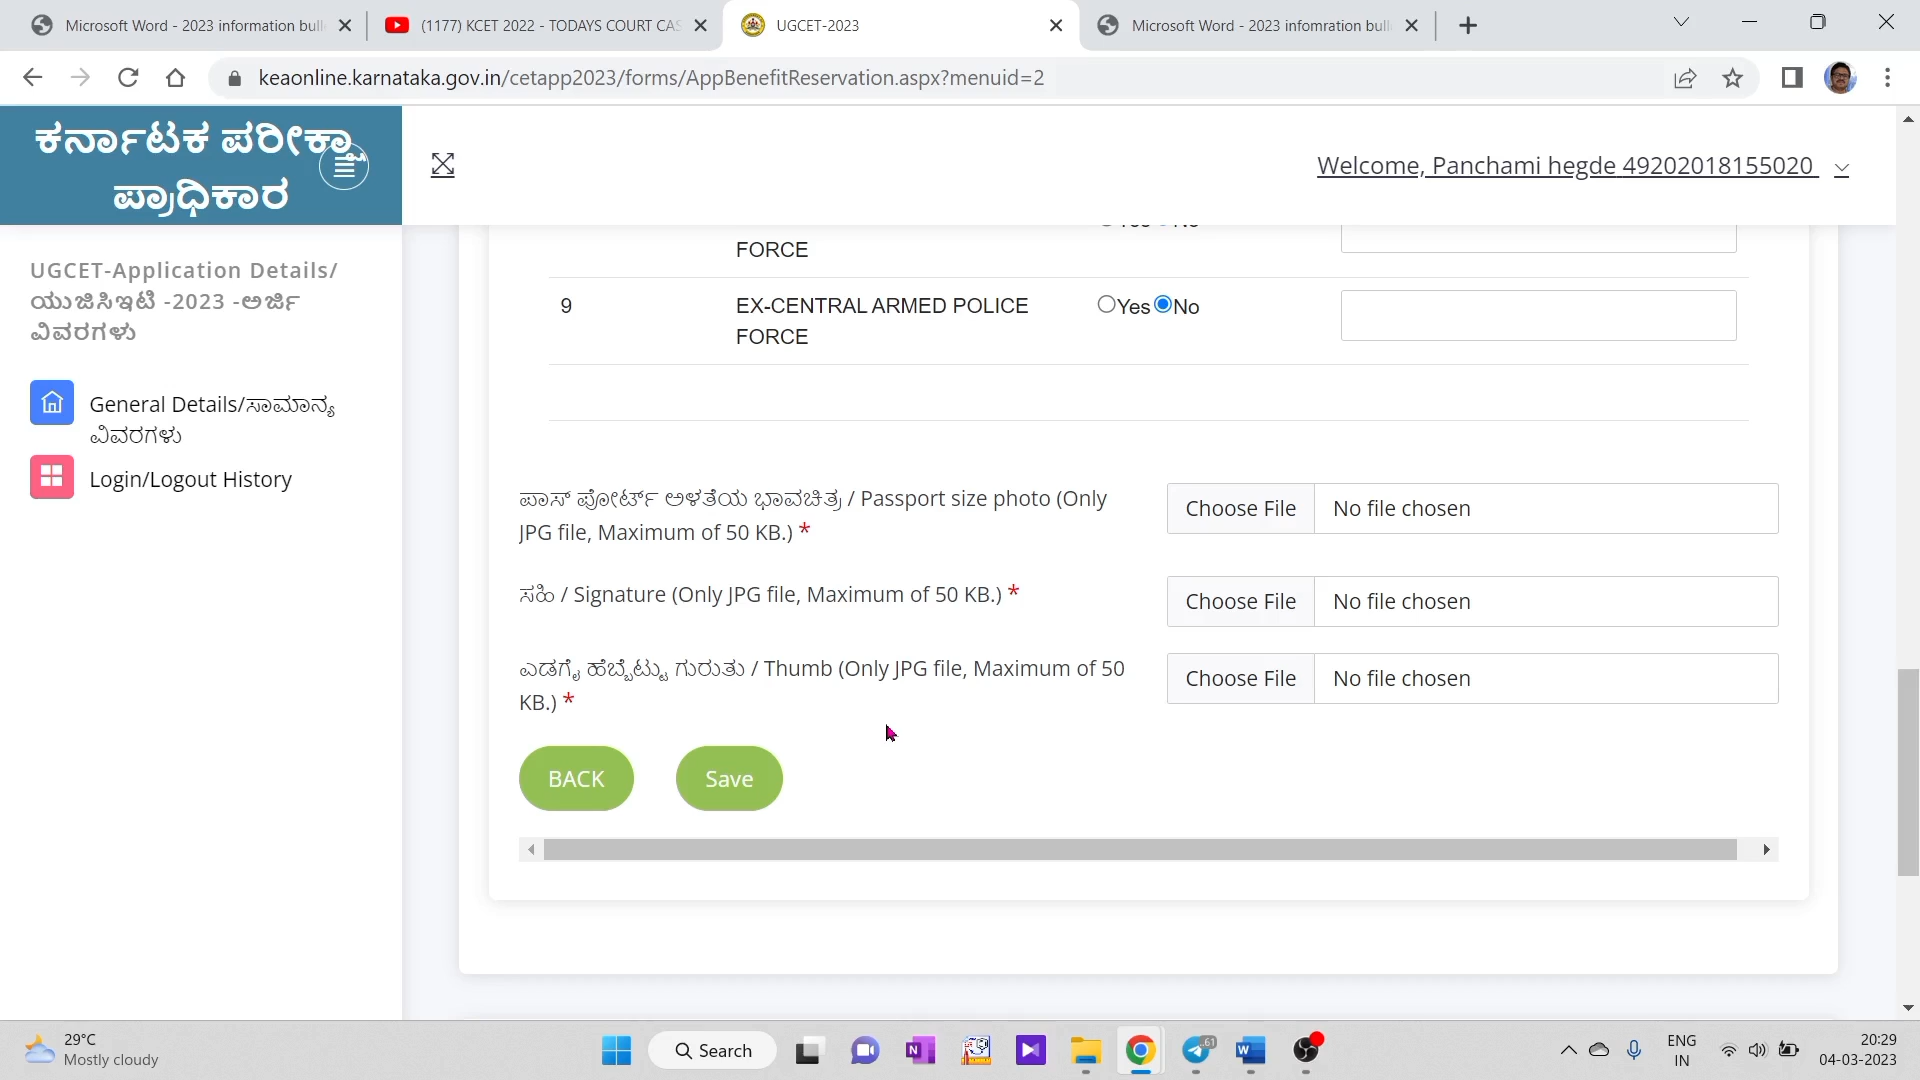 Microsoft Word - 2023 information bull
(1177) KCET 2022 - TODAYS COURT CAS
UGCET-2023
Microsoft Word - 2023 infomration bull
keaonline.karnataka.gov.in/cetapp2023/forms/AppBenefitReservation.aspx?menuid=2
ಕರ್ನಾಟಕ ಪರೀಕ್ಷಾ
ಪ್ರಾಧಿಕಾರ
Welcome, Panchami hegde 49202018155020
UGCET-Application Details/
ಯುಜಿಸಿಇಟಿ -2023 -ಅರ್ಜಿ
ವಿವರಗಳು
General Details/ಸಾಮಾನ್ಯ
ವಿವರಗಳು
Login/Logout History
FORCE
9 EX-CENTRAL ARMED POLICE Yes No
FORCE
ಪಾಸ್ ಪೋರ್ಟ್ ಅಳತೆಯ ಭಾವಚಿತ್ರ / Passport size photo (Only
JPG file, Maximum of 50 KB.) *
Choose File No file chosen
ಸಹಿ / Signature (Only JPG file, Maximum of 50 KB.) *
Choose File No file chosen
ಎಡಗೈ ಹೆಬ್ಬೆಟ್ಟು ಗುರುತು / Thumb (Only JPG file, Maximum of 50
KB.) *
Choose File No file chosen
BACK Save
29°C
Mostly cloudy
Search
61
ENG
IN
20:29
04-03-2023